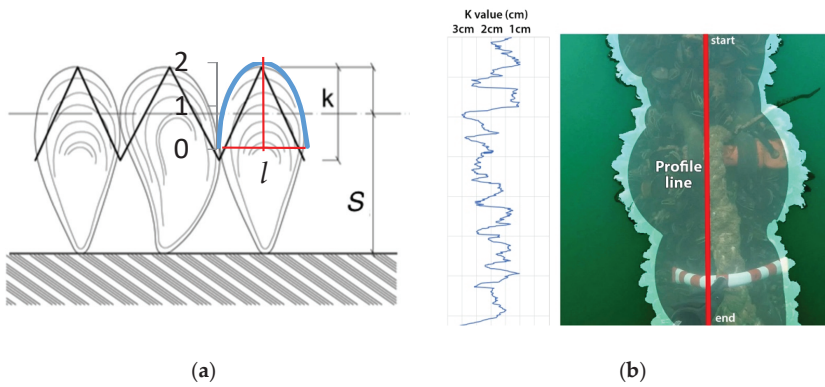 2
1
0
l
k
S
K value (cm)
3cm 2cm 1cm
start
Profile
line
end
(a)
(b)